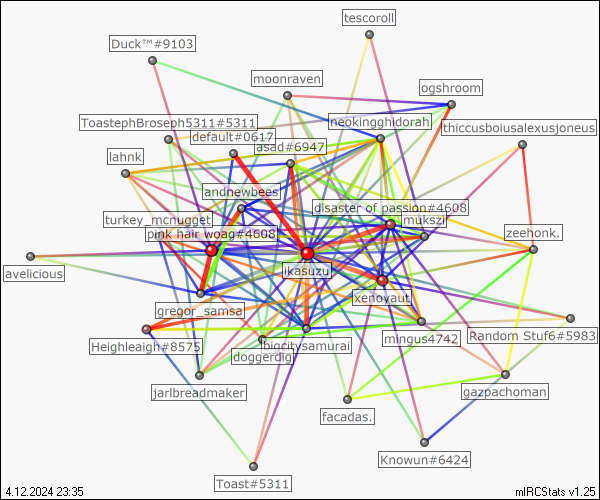 tescoroll
Duck™#9103
moonraven
ogshroom
ToastephBroseph5311#5311
neokingghidorah
thiccusboiusalexusjoneus
default#0617
asad#6947
lahnk
andnewbees
disaster of passion#4608
turkey_mcnugget
mukszi
pink hair woag#4608
zeehonk.
ikasuzu
avelicious
xenoyaut
gregor_samsa
Random Stuf6#5983
mingus4742
Heighleaigh#8575
biocitysamurai
doggerdig
jarlbreadmaker
gazpachoman
facadas.
Knowun#6424
Toast#5311
4.12.2024 23:35
mIRCStats v1.25